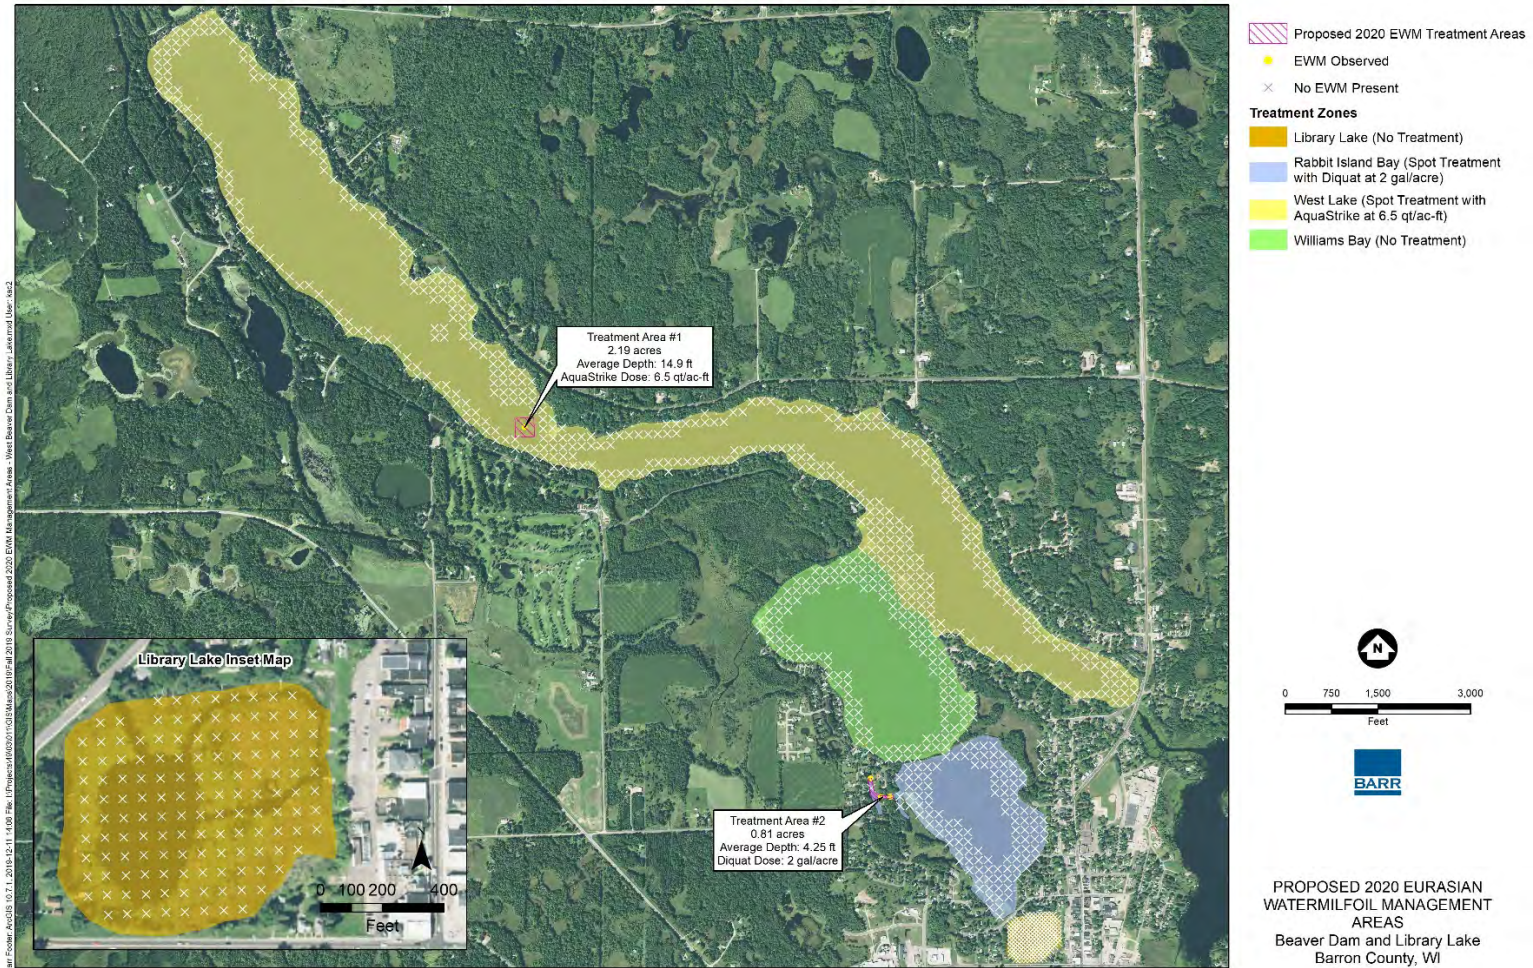 Proposed 2020 EWM Treatment Areas
EWM Observed
No EWM Present
Treatment Zones
Library Lake (No Treatment)
Rabbit Island Bay (Spot Treatment
with Diquat at 2 gal/acre)
West Lake (Spot Treatment with
AquaStrike at 6.5 qt/ac-ft)
Williams Bay (No Treatment)
Treatment Area #1
2.19 acres
Average Depth: 14.9 ft
AquaStrike Dose: 6.5 qt/ac-ft
Treatment Area #2
0.81 acres
Average Depth: 4.25 ft
Diquat Dose: 2 gal/acre
Library Lake Inset Map
0 100 200 400
Feet
N
0 750 1,500 3,000
Feet
BARR
PROPOSED 2020 EURASIAN
WATERMILFOIL MANAGEMENT
AREAS
Beaver Dam and Library Lake
Barron County, WI